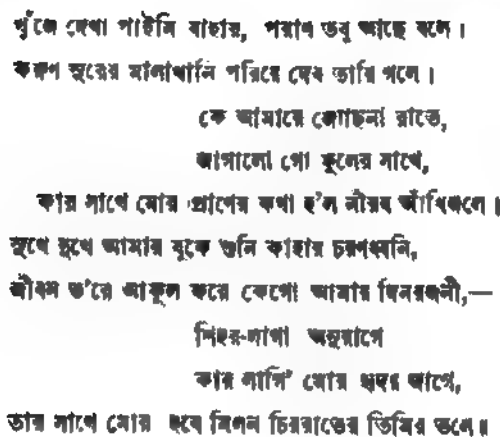 খুঁজে দেখা পাইনি যাহার, পরাণ তবু আছে বলে।
করুণ সুরের মালাখানি পরিয়ে দেব তারি গলে।
কে আমারে জোছনা রাতে,
জাগালো গো ফুলের সাথে,
কার সাথে মোর প্রাণের কথা হ'ল নীরব আঁখিজলে॥
সুখে দুখে আমার বুকে শুনি কাহার চরণধ্বনি,
জীবন ভ'রে আকুল করে কেগো আমার দিনরজনী,—
শিহর-লাগা অনুরাগে
কার লাগি' মোর হৃদয় জাগে,
তার সাথে মোর হবে মিলন চিররাতের তিমির তলে॥